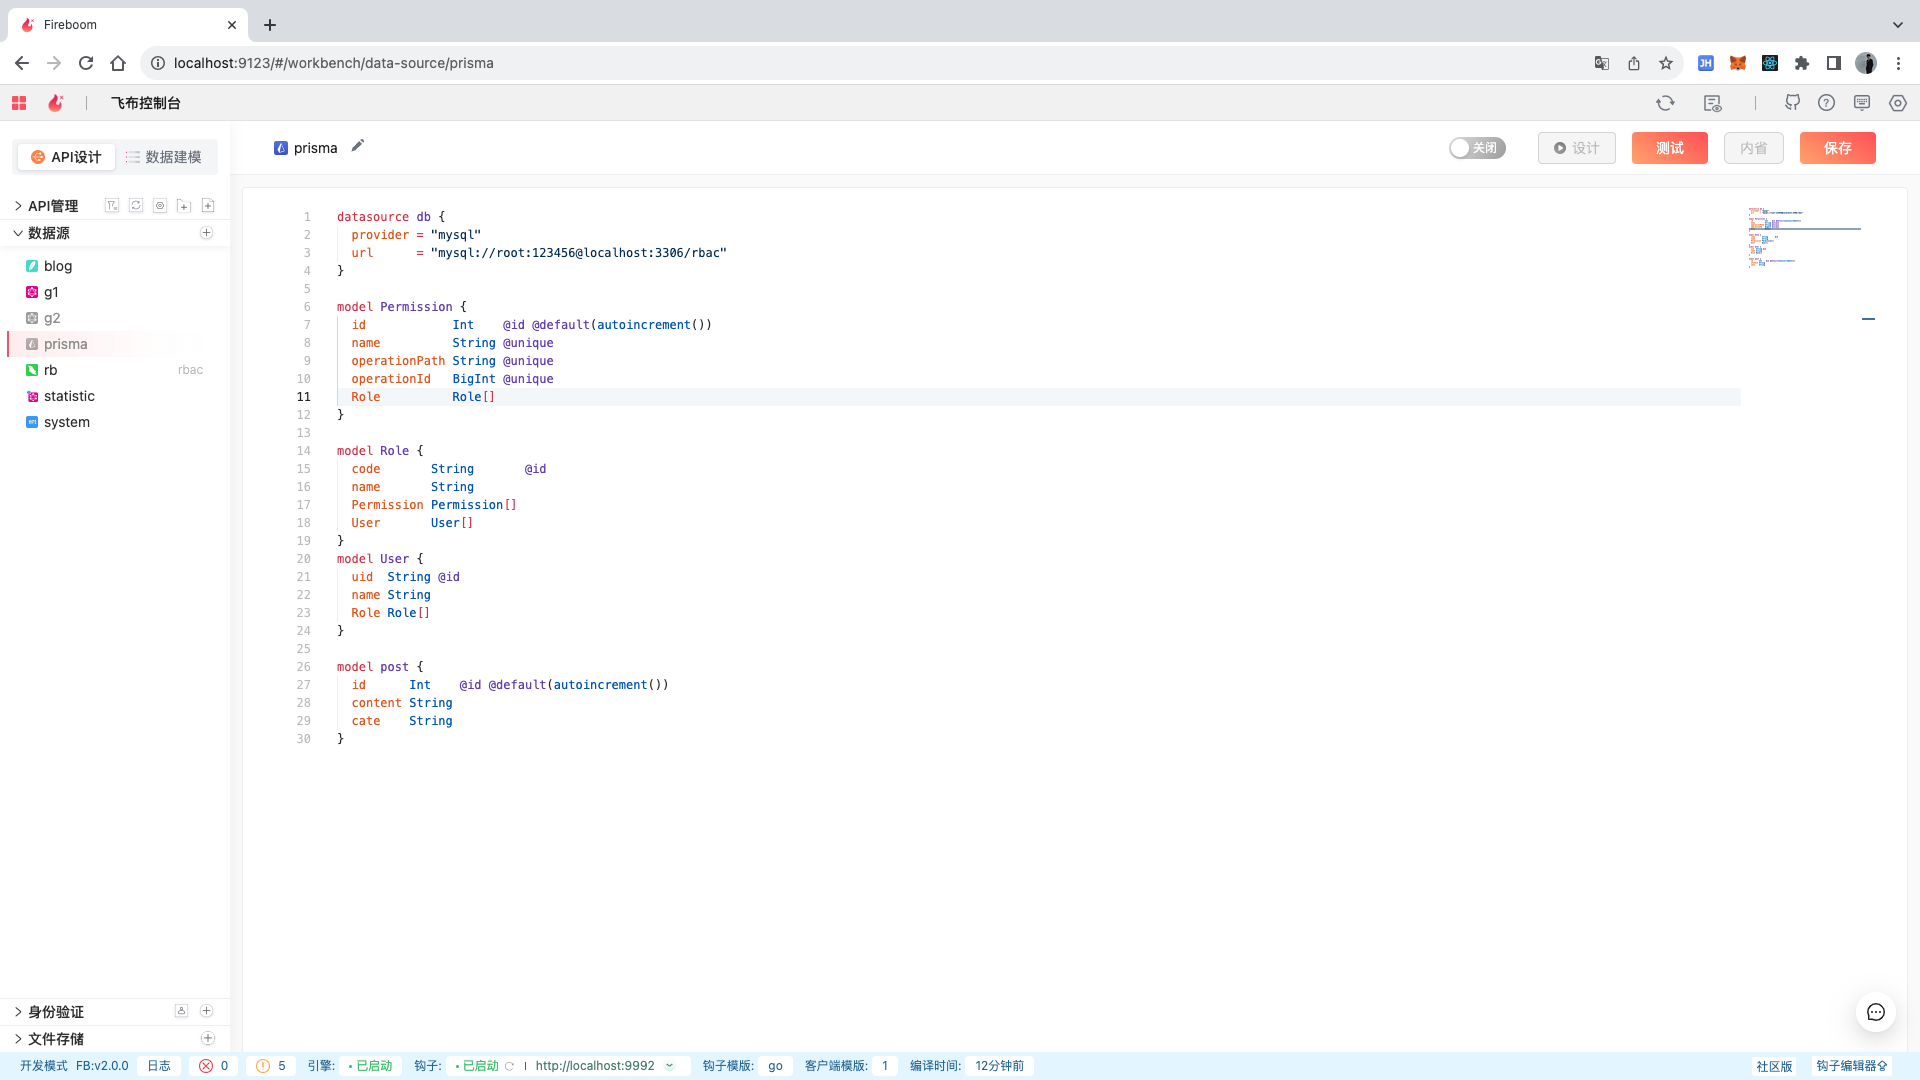 Fireboom
localhost:9123/#/workbench/data-source/prisma
JH
飞布控制台
API设计
数据建模
prisma
关闭
设计
测试
内省
保存
API管理
数据源
blog
g1
g2
prisma
rb
rbac
statistic
system
1 datasource db {
2   provider = "mysql"
3   url      = "mysql://root:123456@localhost:3306/rbac"
4 }
5
6 model Permission {
7   id            Int    @id @default(autoincrement())
8   name          String @unique
9   operationPath String @unique
10   operationId   BigInt @unique
11   Role          Role[]
12 }
13
14 model Role {
15   code       String       @id
16   name       String
17   Permission Permission[]
18   User       User[]
19 }
20 model User {
21   uid  String @id
22   name String
23   Role Role[]
24 }
25
26 model post {
27   id      Int    @id @default(autoincrement())
28   content String
29   cate    String
30 }
身份验证
文件存储
开发模式 FB:v2.0.0 日志 0 5 引擎: 已启动 钩子: 已启动 http://localhost:9992 钩子模版: go 客户端模版: 1 编译时间: 12分钟前 社区版 钩子编辑器